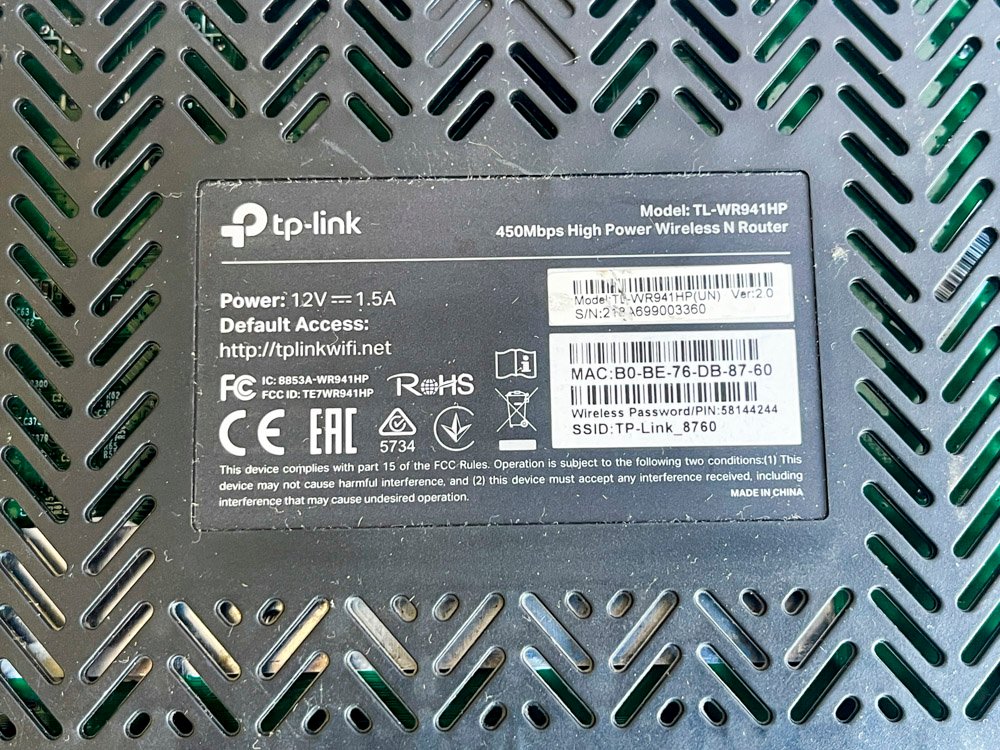 tp-link
Model: TL-WR941HP
450Mbps High Power Wireless N Router
Power: 12V⎓1.5A
Default Access:
http://tplinkwifi.net
Model:TL-WR941HP(UN) Ver:2.0
S/N:218A699003360
MAC:B0-BE-76-DB-87-60
Wireless Password/PIN:58144244
SSID:TP-Link_8760
FC IC: 8853A-WR941HP
FCC ID: TE7WR941HP
RoHS
CE EAC 5734
This device complies with part 15 of the FCC Rules. Operation is subject to the following two conditions:(1) This
device may not cause harmful interference, and (2) this device must accept any interference received, including
interference that may cause undesired operation.
MADE IN CHINA